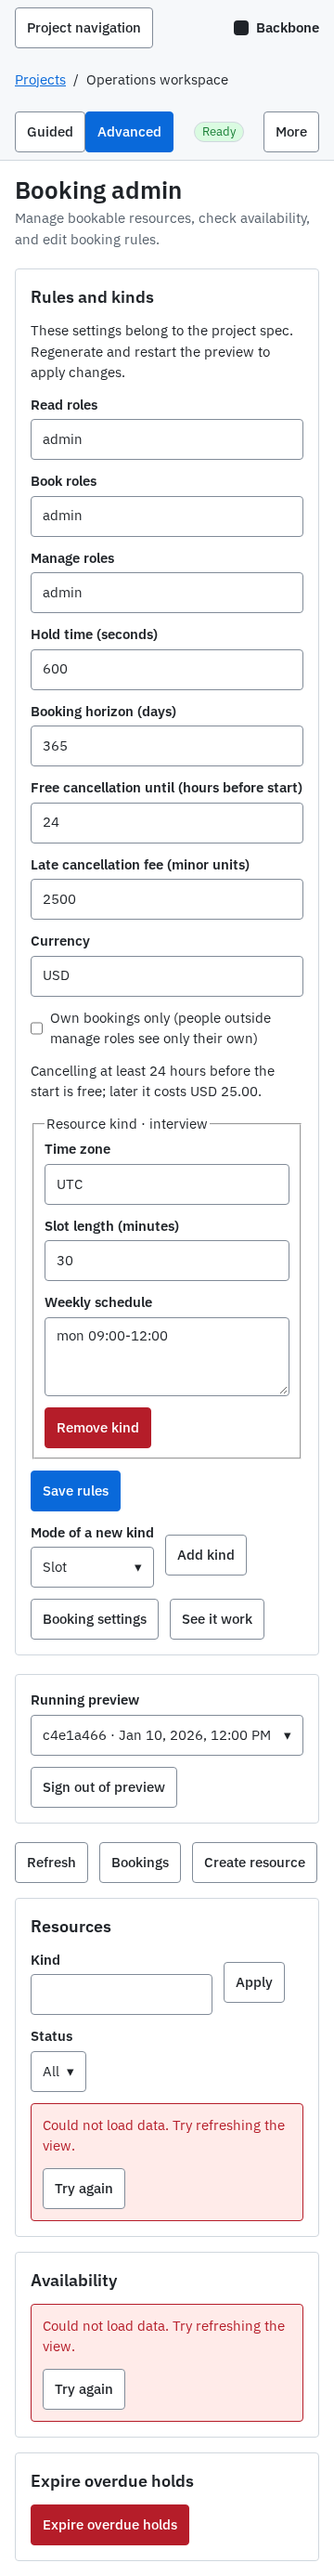 Project navigation
Backbone
Projects / Operations workspace
Guided
Advanced
Ready
More
Booking admin
Manage bookable resources, check availability,
and edit booking rules.
Rules and kinds
These settings belong to the project spec.
Regenerate and restart the preview to
apply changes.
Read roles
admin
Book roles
admin
Manage roles
admin
Hold time (seconds)
600
Booking horizon (days)
365
Free cancellation until (hours before start)
24
Late cancellation fee (minor units)
2500
Currency
USD
Own bookings only (people outside
manage roles see only their own)
Cancelling at least 24 hours before the
start is free; later it costs USD 25.00.
Resource kind · interview
Time zone
UTC
Slot length (minutes)
30
Weekly schedule
mon 09:00-12:00
Remove kind
Save rules
Mode of a new kind
Slot
Add kind
Booking settings
See it work
Running preview
c4e1a466 · Jan 10, 2026, 12:00 PM
Sign out of preview
Refresh
Bookings
Create resource
Resources
Kind
Apply
Status
All
Could not load data. Try refreshing the
view.
Try again
Availability
Could not load data. Try refreshing the
view.
Try again
Expire overdue holds
Expire overdue holds